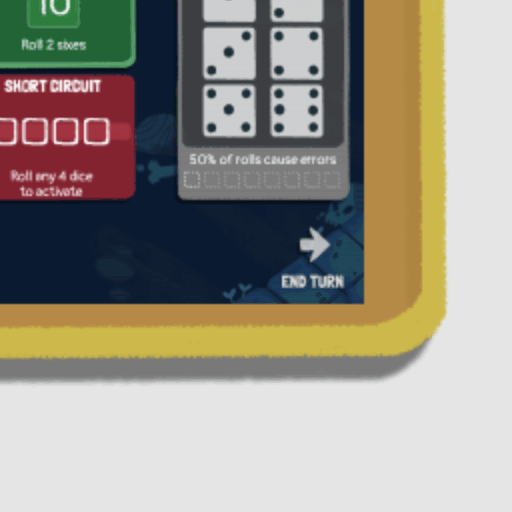 10
Roll 2 sixes
SHORT CIRCUIT
Roll any 4 dice
to activate
50% of rolls cause errors
END TURN